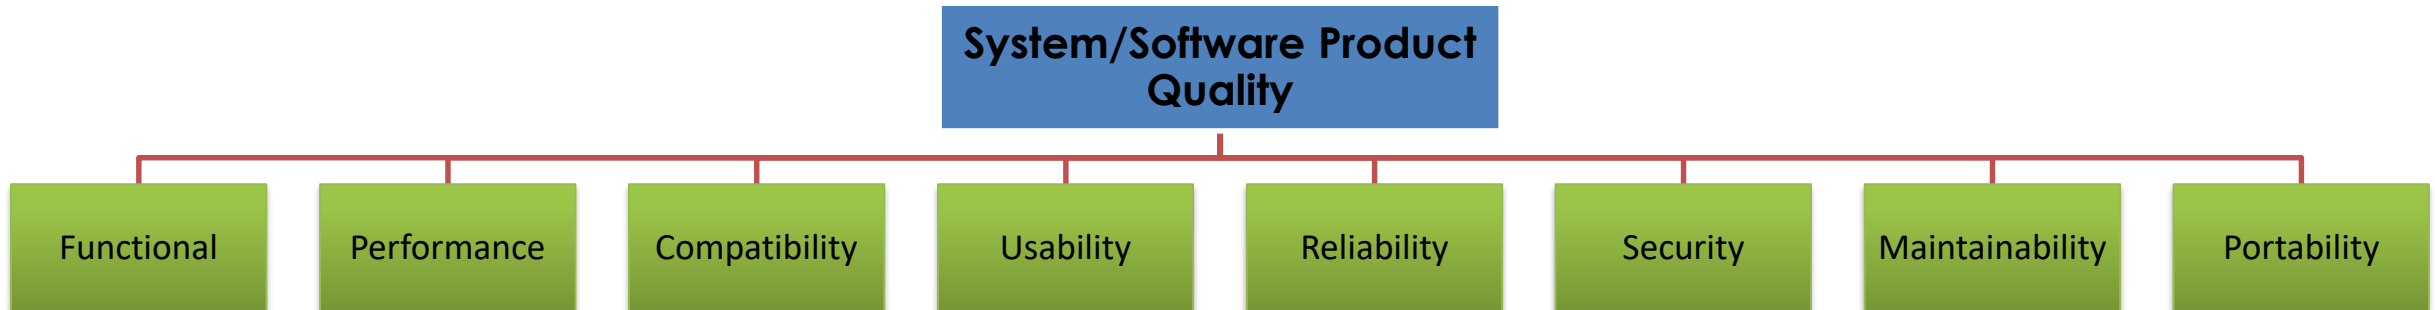 System/Software Product
Quality
Functional
Performance
Compatibility
Usability
Reliability
Security
Maintainability
Portability